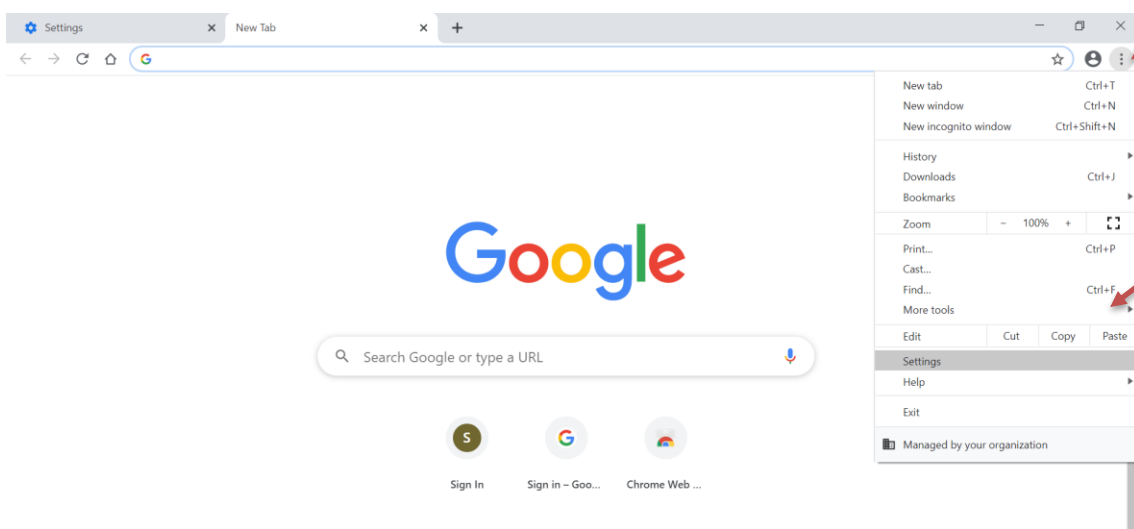 Settings
New Tab
G
New tab Ctrl+T
New window Ctrl+N
New incognito window Ctrl+Shift+N
History
Downloads Ctrl+J
Bookmarks
Zoom - 100% +
Print... Ctrl+P
Cast...
Find... Ctrl+F
More tools
Edit Cut Copy Paste
Settings
Help
Exit
Managed by your organization
Google
Search Google or type a URL
S G
Sign In Sign in – Goo... Chrome Web ...